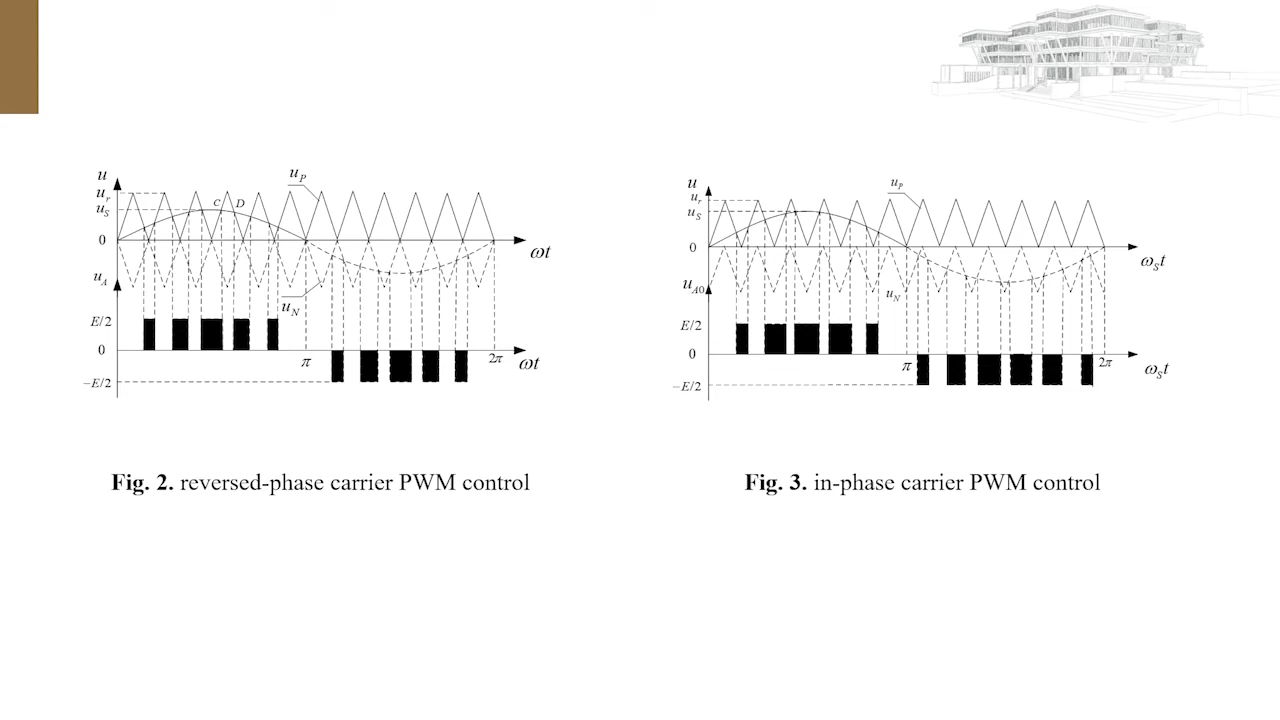 u
u_r
u_S
0
C D
u_P
ωt
u_A
u_N
E/2
0
π
2π
ωt
−E/2
Fig. 2. reversed-phase carrier PWM control
u
u_r
u_S
0
u_P
ω_S t
u_A0
u_N
E/2
0
π
2π
ω_S t
−E/2
Fig. 3. in-phase carrier PWM control